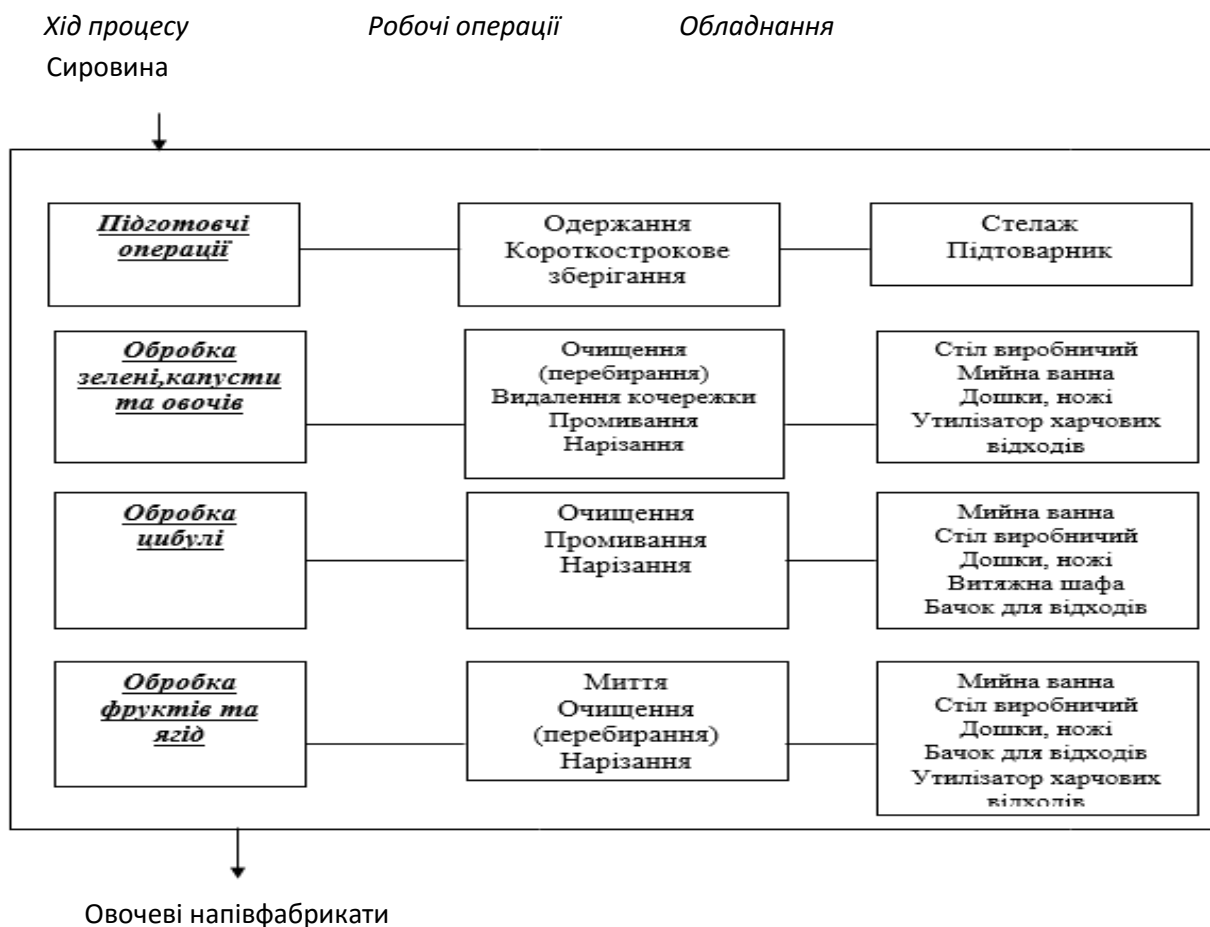 Хід процесу Робочі операції Обладнання
Сировина
Підготовчі
операції
Одержання
Короткострокове
зберігання
Стелаж
Підтоварник
Обробка
зелені,капусти
та овочів
Очищення
(перебирання)
Видалення кочережки
Промивання
Нарізання
Стіл виробничий
Мийна ванна
Дошки, ножі
Утилізатор харчових
відходів
Обробка
цибулі
Очищення
Промивання
Нарізання
Мийна ванна
Стіл виробничий
Дошки, ножі
Витяжна шафа
Бачок для відходів
Обробка
фруктів та
ягід
Миття
Очищення
(перебирання)
Нарізання
Мийна ванна
Стіл виробничий
Дошки, ножі
Бачок для відходів
Утилізатор харчових
відходів
Овочеві напівфабрикати